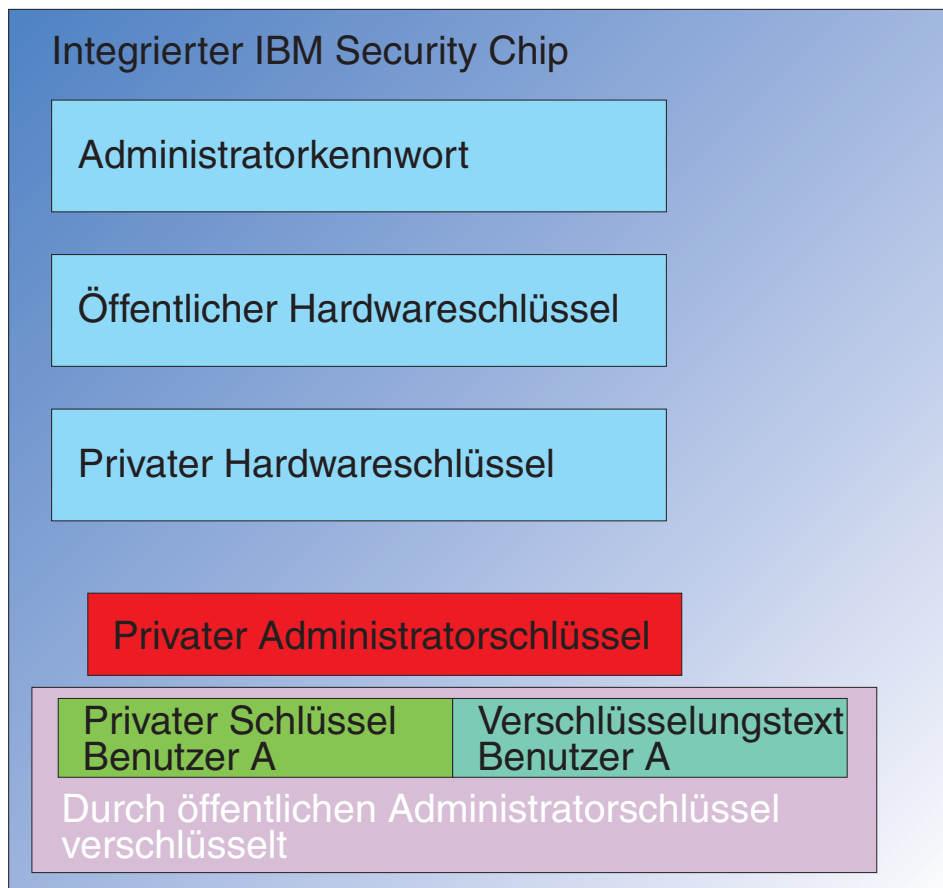 Integrierter IBM Security Chip
Administratorkennwort
Öffentlicher Hardwareschlüssel
Privater Hardwareschlüssel
Privater Administratorschlüssel
Privater Schlüssel
Benutzer A
Verschlüsselungstext
Benutzer A
Durch öffentlichen Administratorschlüssel
verschlüsselt